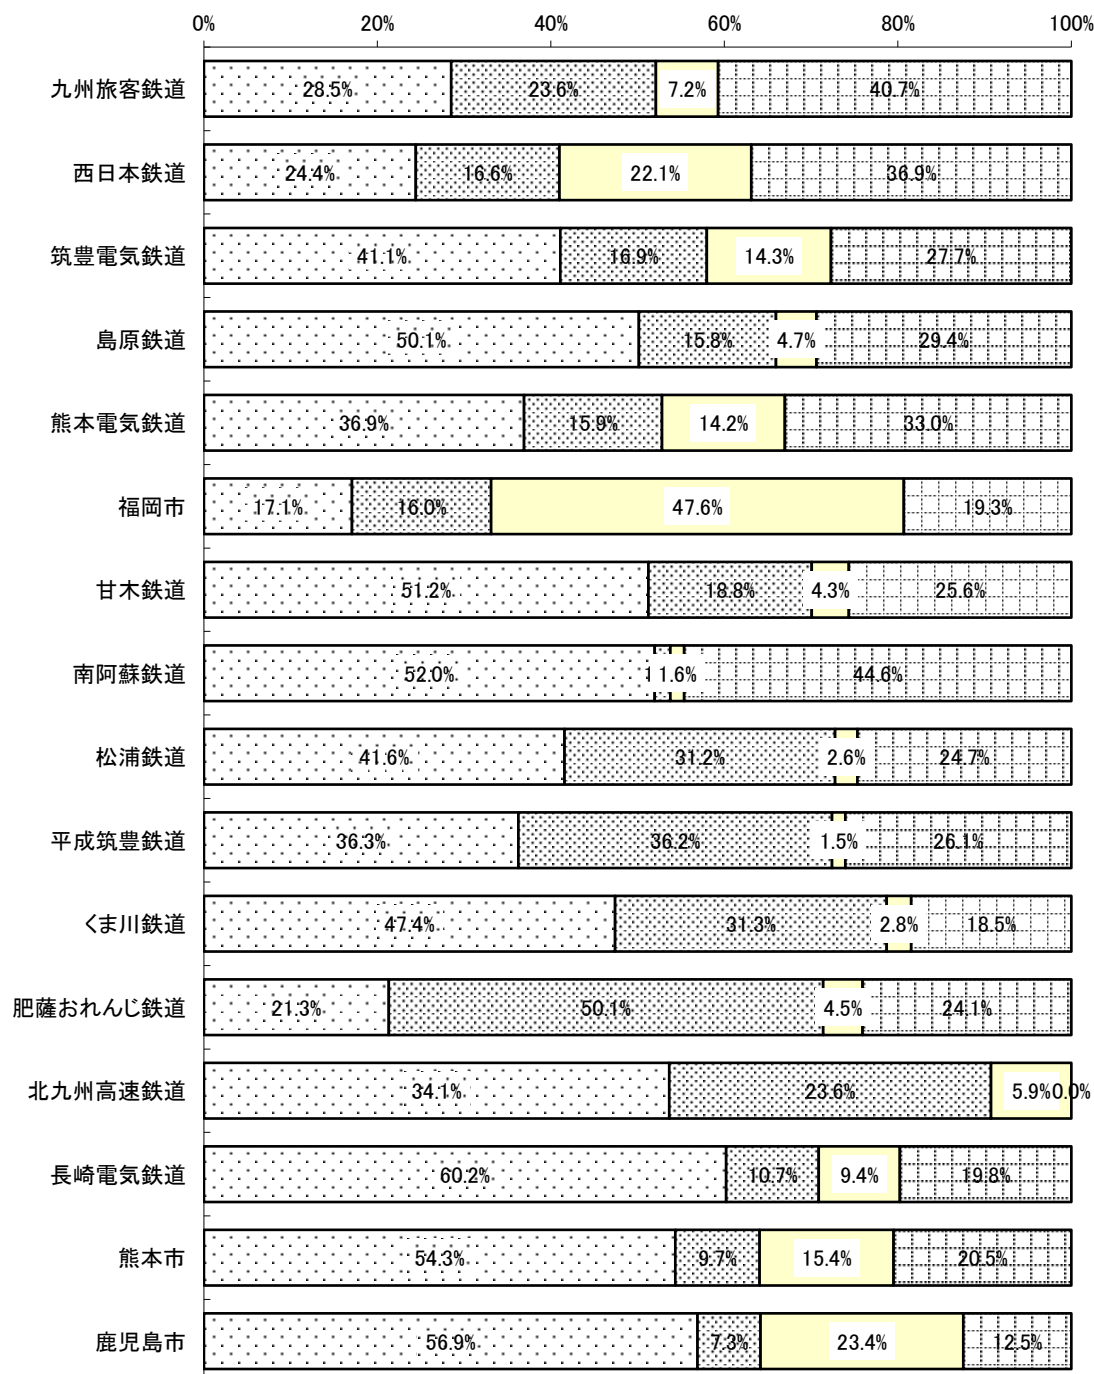 0% 20% 40% 60% 80% 100%
九州旅客鉄道 28.5% 23.6% 7.2% 40.7%
西日本鉄道 24.4% 16.6% 22.1% 36.9%
筑豊電気鉄道 41.1% 16.9% 14.3% 27.7%
島原鉄道 50.1% 15.8% 4.7% 29.4%
熊本電気鉄道 36.9% 15.9% 14.2% 33.0%
福岡市 17.1% 16.0% 47.6% 19.3%
甘木鉄道 51.2% 18.8% 4.3% 25.6%
南阿蘇鉄道 52.0% 1 1.6% 44.6%
松浦鉄道 41.6% 31.2% 2.6% 24.7%
平成筑豊鉄道 36.3% 36.2% 1.5% 26.1%
くま川鉄道 47.4% 31.3% 2.8% 18.5%
肥薩おれんじ鉄道 21.3% 50.1% 4.5% 24.1%
北九州高速鉄道 34.1% 23.6% 5.9% 0.0%
長崎電気鉄道 60.2% 10.7% 9.4% 19.8%
熊本市 54.3% 9.7% 15.4% 20.5%
鹿児島市 56.9% 7.3% 23.4% 12.5%